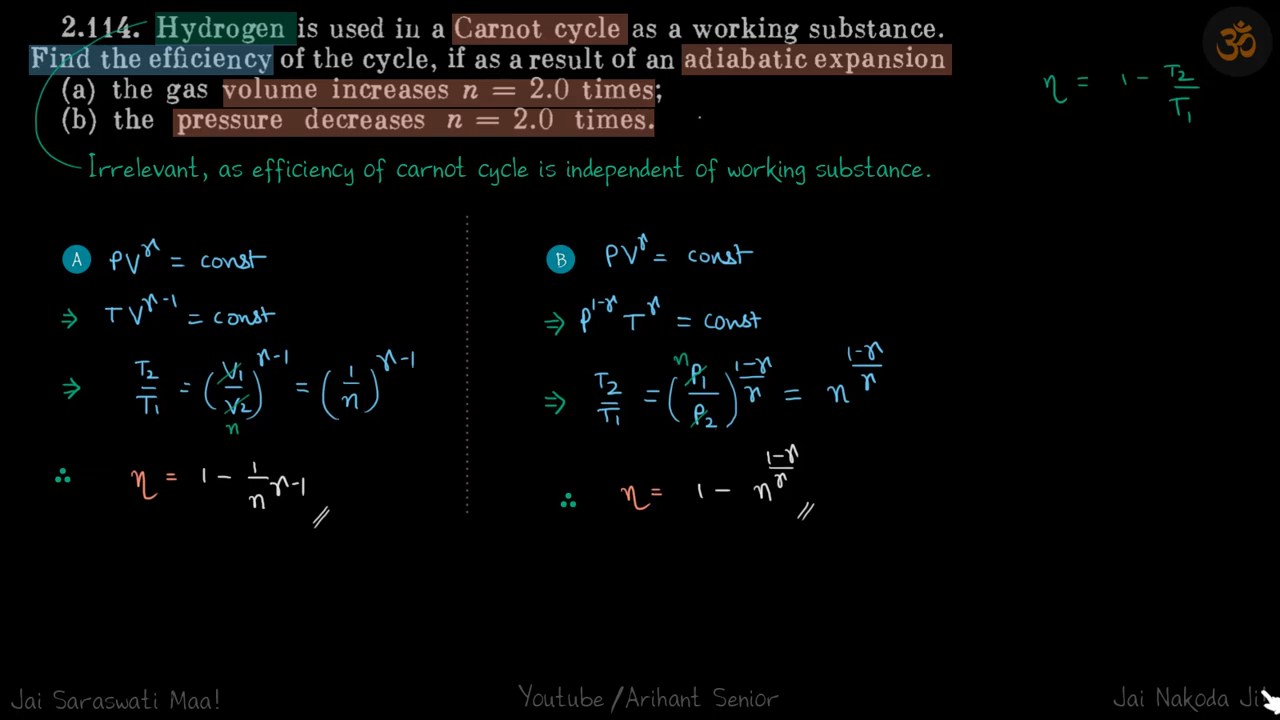 2.114. Hydrogen is used in a Carnot cycle as a working substance.
Find the efficiency of the cycle, if as a result of an adiabatic expansion
(a) the gas volume increases n = 2.0 times;
(b) the pressure decreases n = 2.0 times.
ॐ
η = 1 - T2/T1
Irrelevant, as efficiency of carnot cycle is independent of working substance.
A PV^γ = const
⇒ TV^(γ-1) = const
⇒ T2/T1 = (V1/V2)^(γ-1) = (1/n)^(γ-1)
n
∴ η = 1 - 1/n^(γ-1) //
B PV^γ = const
⇒ P^(1-γ) T^γ = const
n
⇒ T2/T1 = (P1/P2)^((1-γ)/γ) = n^((1-γ)/γ)
∴ η = 1 - n^((1-γ)/γ) //
Jai Saraswati Maa!
Youtube/Arihant Senior